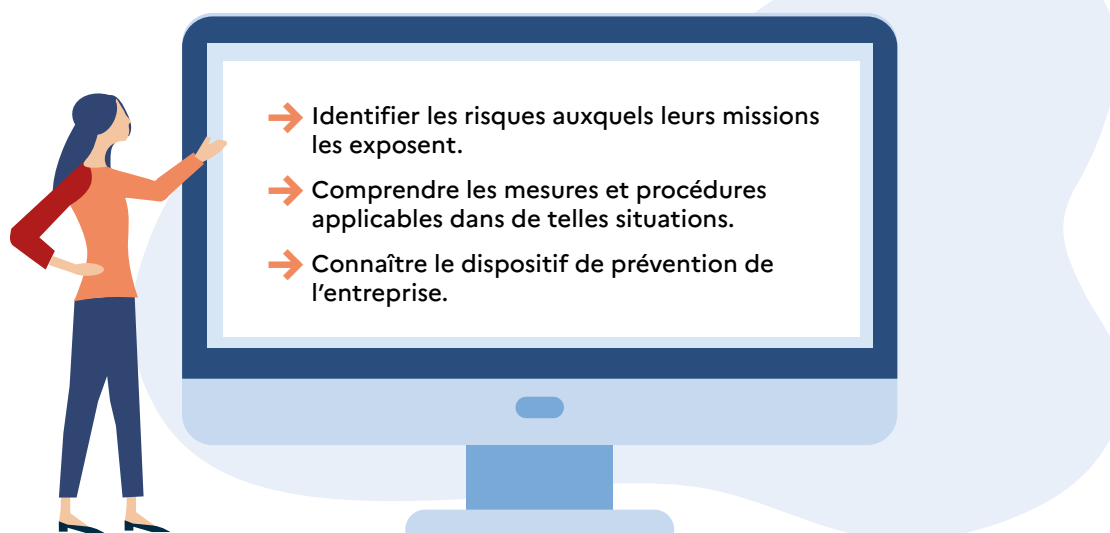 Identifier les risques auxquels leurs missions
les exposent.
Comprendre les mesures et procédures
applicables dans de telles situations.
Connaître le dispositif de prévention de
l’entreprise.